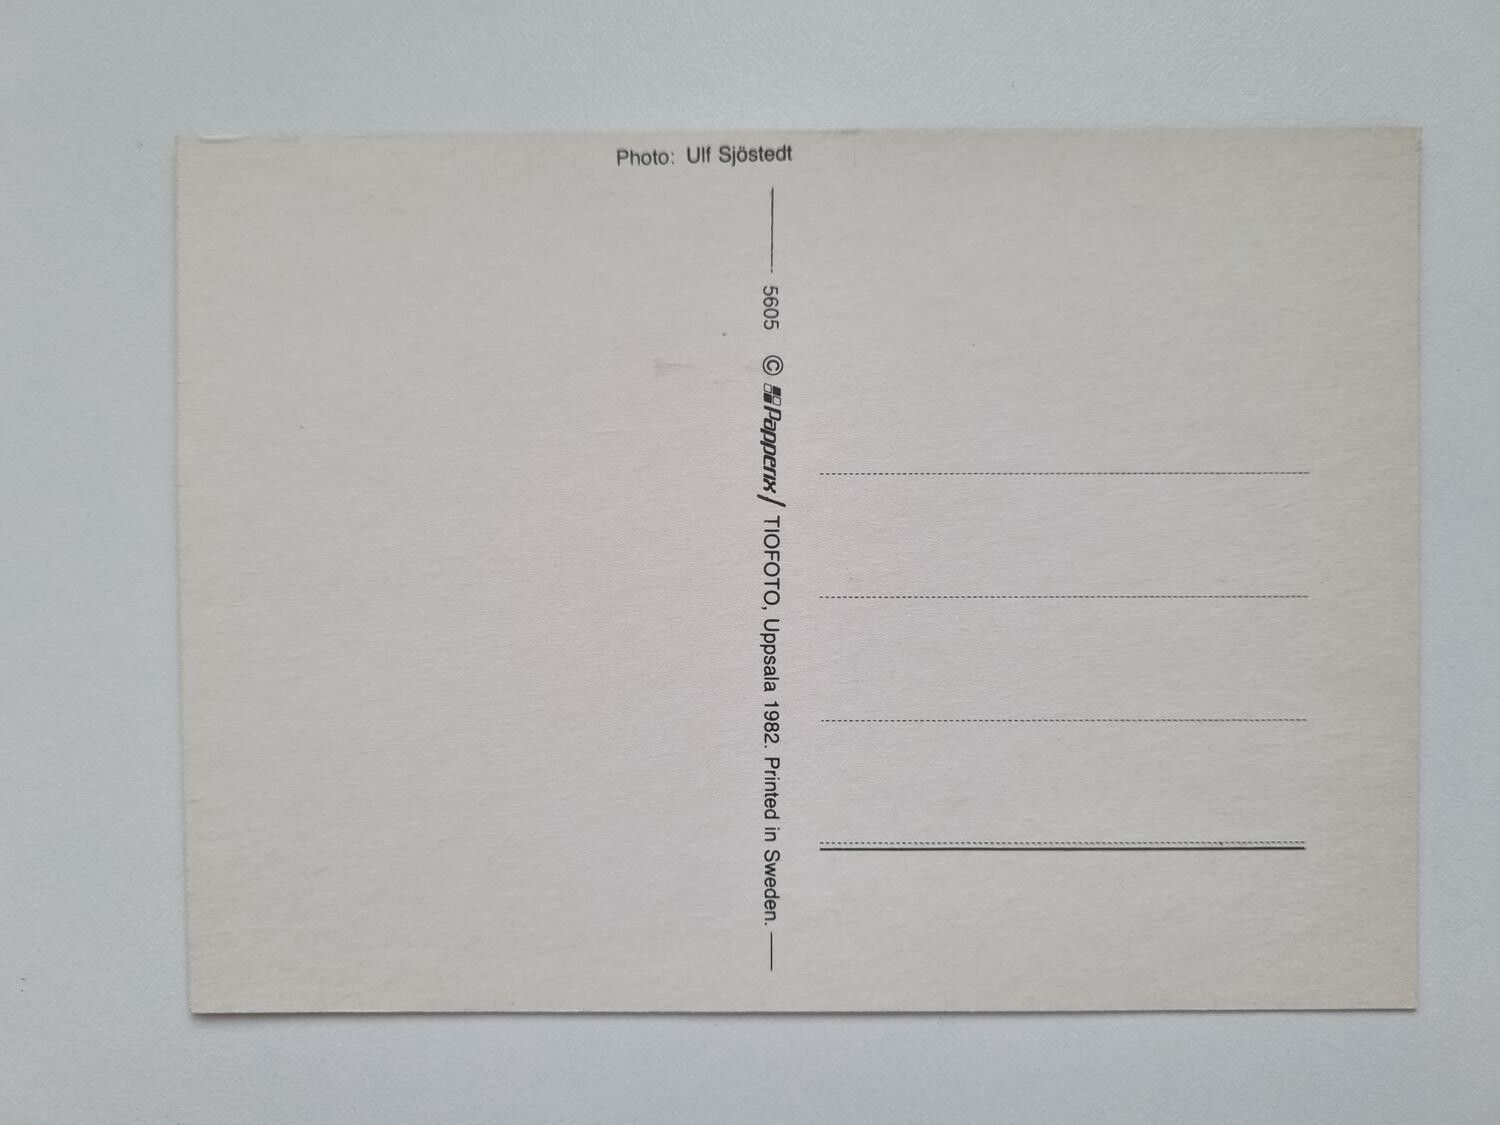 Photo: Ulf Sjöstedt
5605 © Papperix / TIOFOTO, Uppsala 1982. Printed in Sweden.